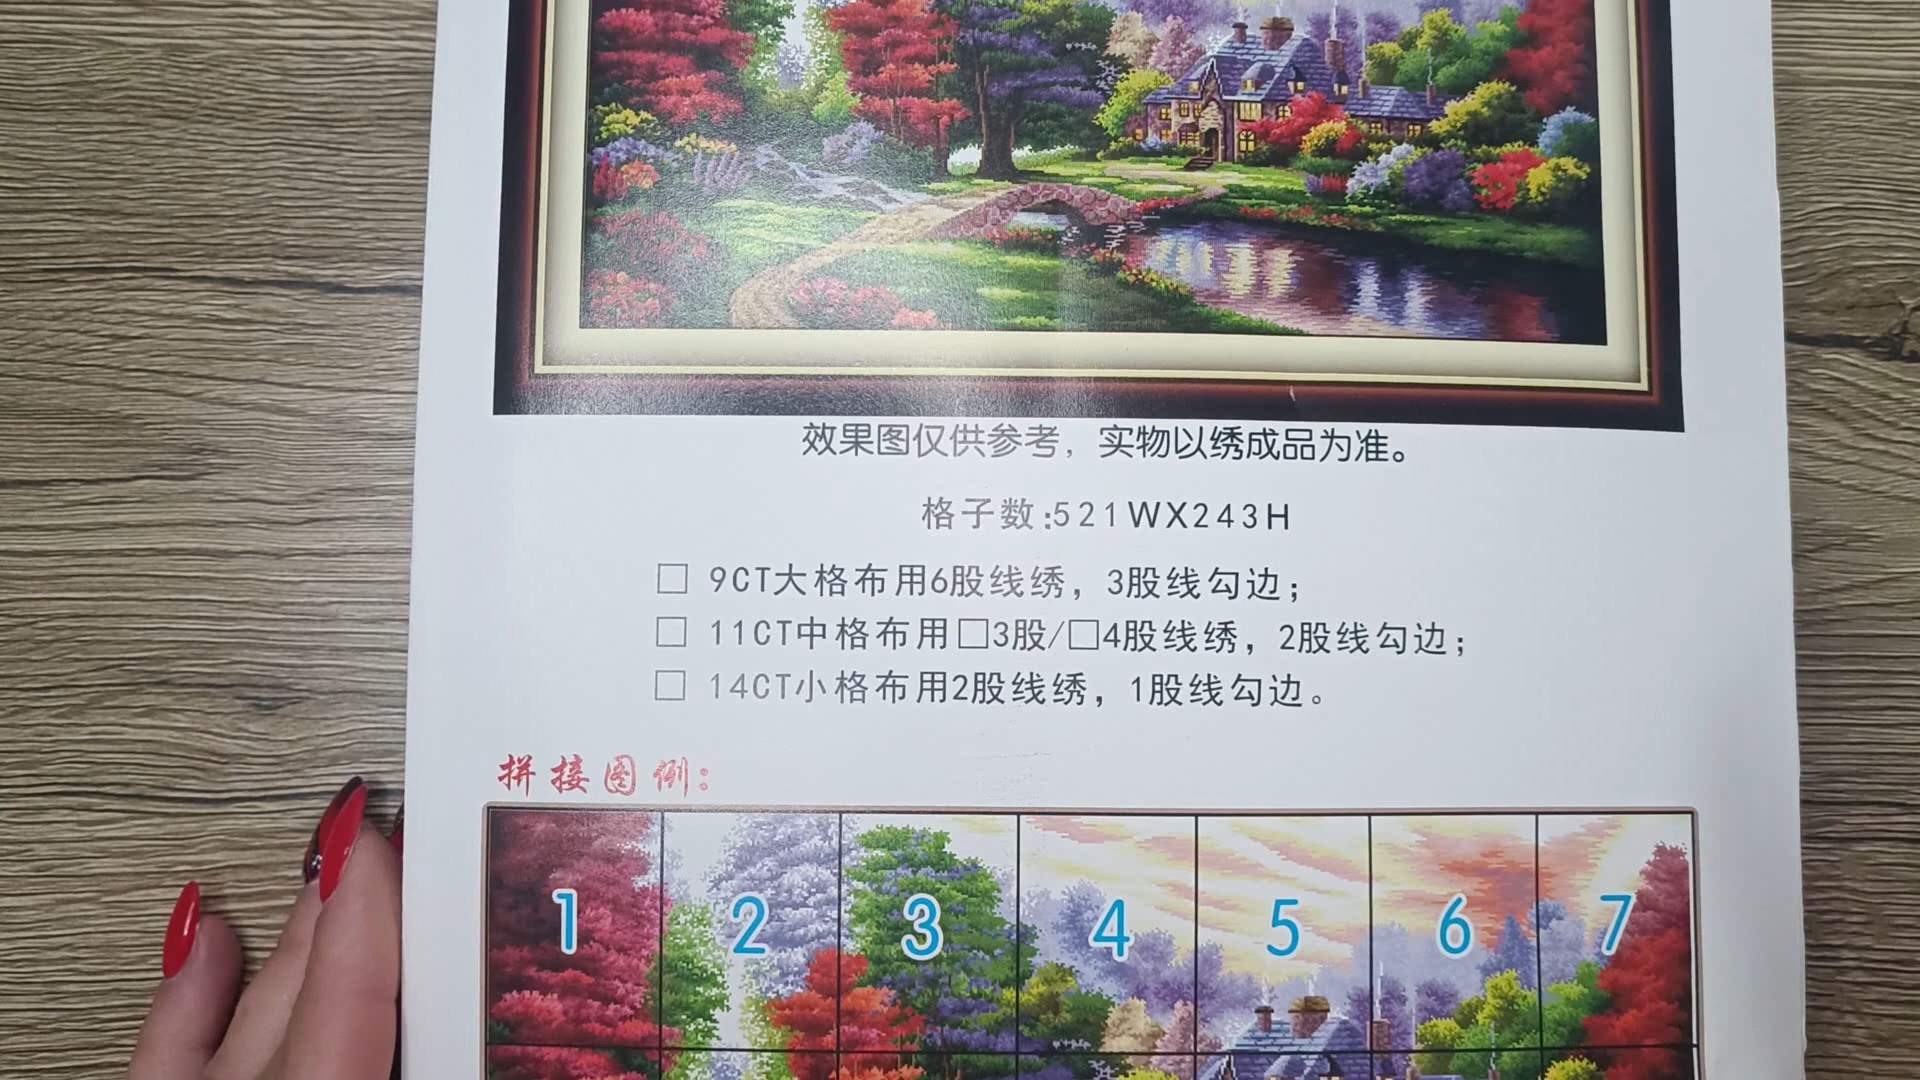 效果图仅供参考，实物以绣成品为准。
格子数:521WX243H
□ 9CT大格布用6股线绣，3股线勾边；
□ 11CT中格布用□3股/□4股线绣，2股线勾边；
□ 14CT小格布用2股线绣，1股线勾边。
拼接图例：
1 2 3 4 5 6 7